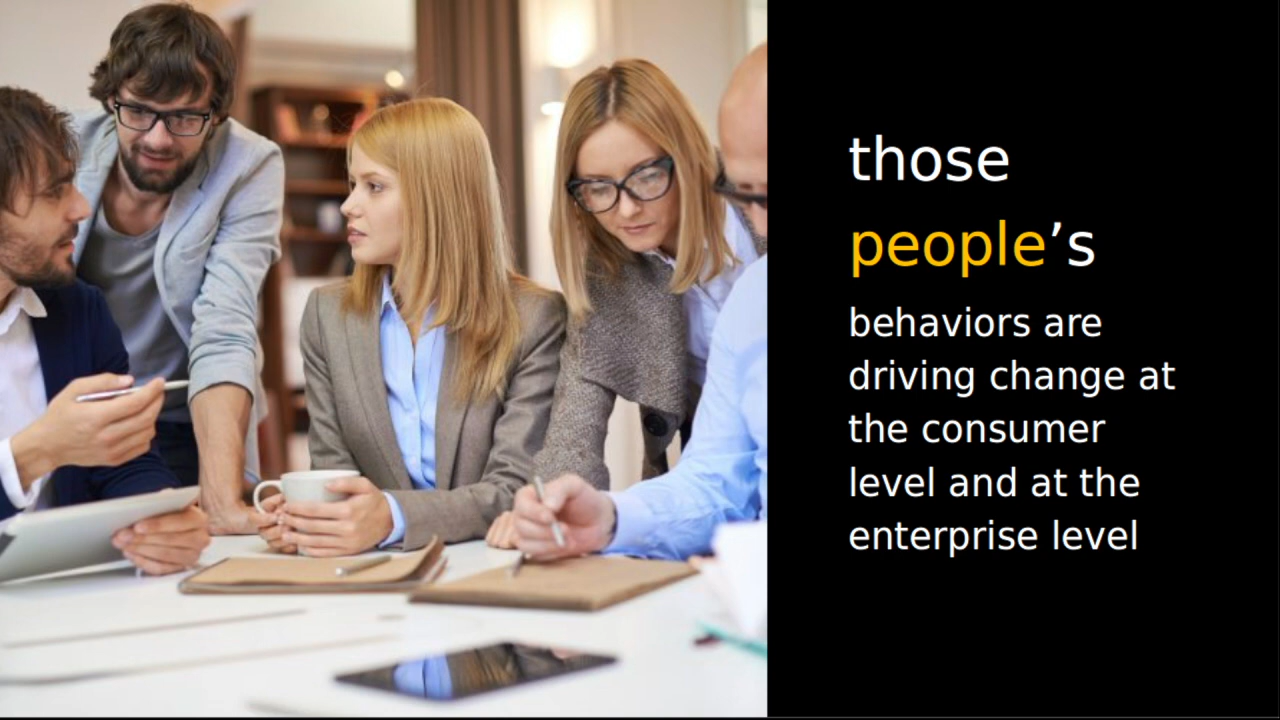 those
people’s
behaviors are
driving change at
the consumer
level and at the
enterprise level